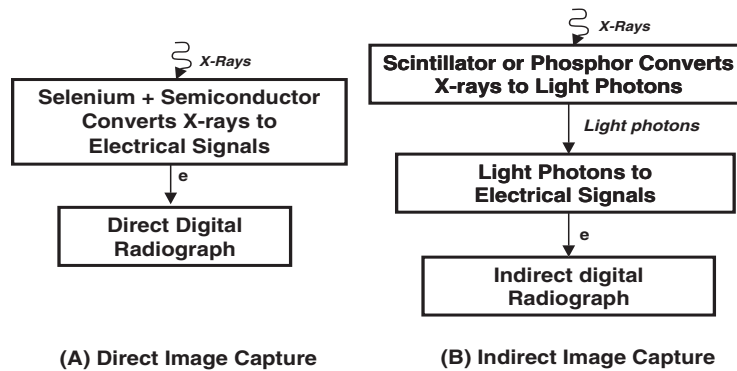 X-Rays
Selenium + Semiconductor
Converts X-rays to
Electrical Signals
e
Direct Digital
Radiograph
(A) Direct Image Capture
X-Rays
Scintillator or Phosphor Converts
X-rays to Light Photons
Light photons
Light Photons to
Electrical Signals
e
Indirect digital
Radiograph
(B) Indirect Image Capture